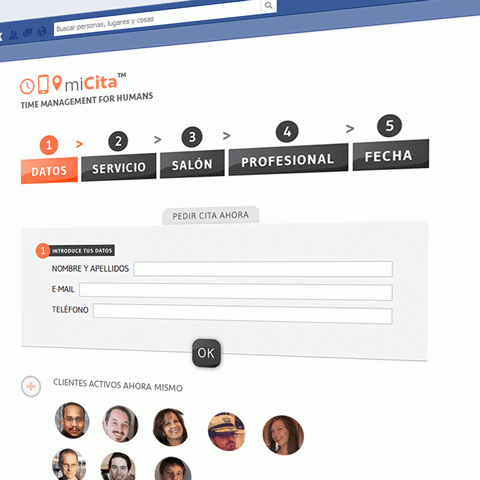 Buscar personas, lugares y cosas
miCita™
TIME MANAGEMENT FOR HUMANS
1 > 2 > 3 > 4 > 5
DATOS SERVICIO SALÓN PROFESIONAL FECHA
PEDIR CITA AHORA
1 INTRODUCE TUS DATOS
NOMBRE Y APELLIDOS
E-MAIL
TELÉFONO
OK
CLIENTES ACTIVOS AHORA MISMO